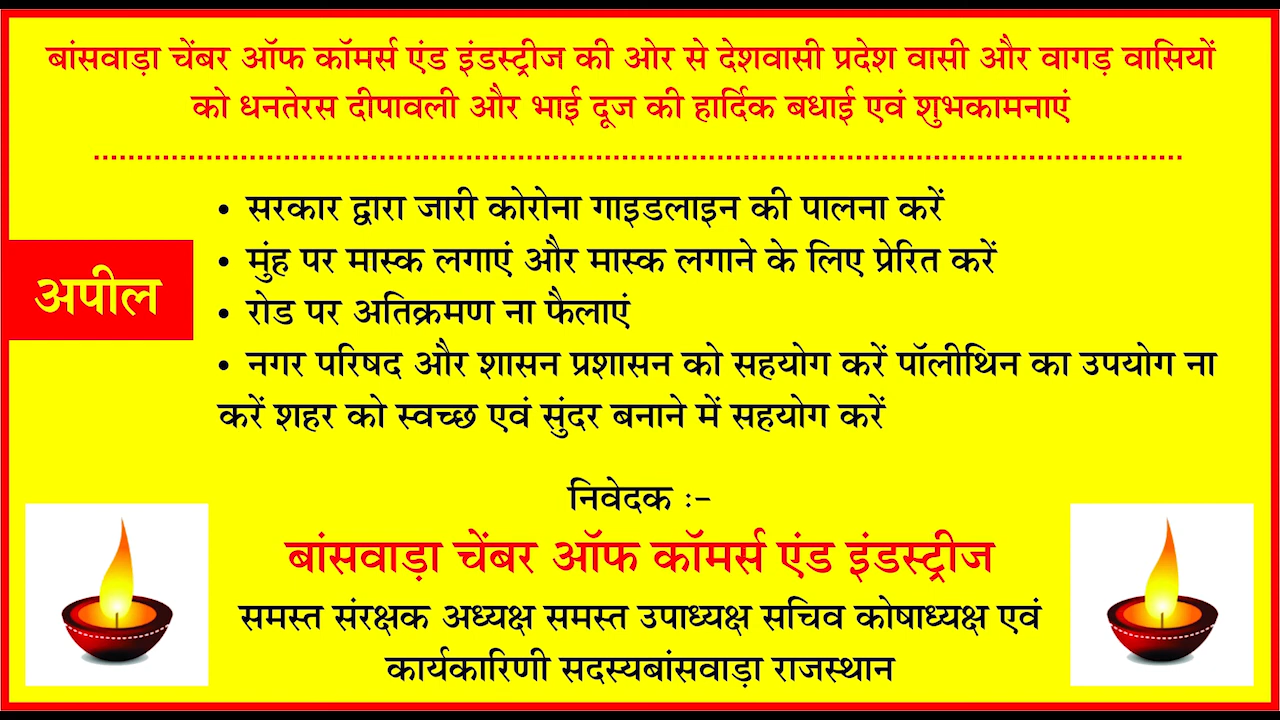 बांसवाड़ा चेंबर ऑफ कॉमर्स एंड इंडस्ट्रीज की ओर से देशवासी प्रदेश वासी और वागड़ वासियों
को धनतेरस दीपावली और भाई दूज की हार्दिक बधाई एवं शुभकामनाएं
अपील
• सरकार द्वारा जारी कोरोना गाइडलाइन की पालना करें
• मुंह पर मास्क लगाएं और मास्क लगाने के लिए प्रेरित करें
• रोड पर अतिक्रमण ना फैलाएं
• नगर परिषद और शासन प्रशासन को सहयोग करें पॉलीथिन का उपयोग ना
करें शहर को स्वच्छ एवं सुंदर बनाने में सहयोग करें
निवेदक :-
बांसवाड़ा चेंबर ऑफ कॉमर्स एंड इंडस्ट्रीज
समस्त संरक्षक अध्यक्ष समस्त उपाध्यक्ष सचिव कोषाध्यक्ष एवं
कार्यकारिणी सदस्यबांसवाड़ा राजस्थान